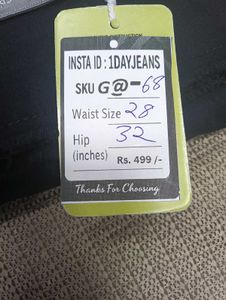 INSTA ID : 1DAYJEANS
SKU G@-68
Waist Size 28
Hip 32
(inches) Rs. 499 /-
Thanks For Choosing